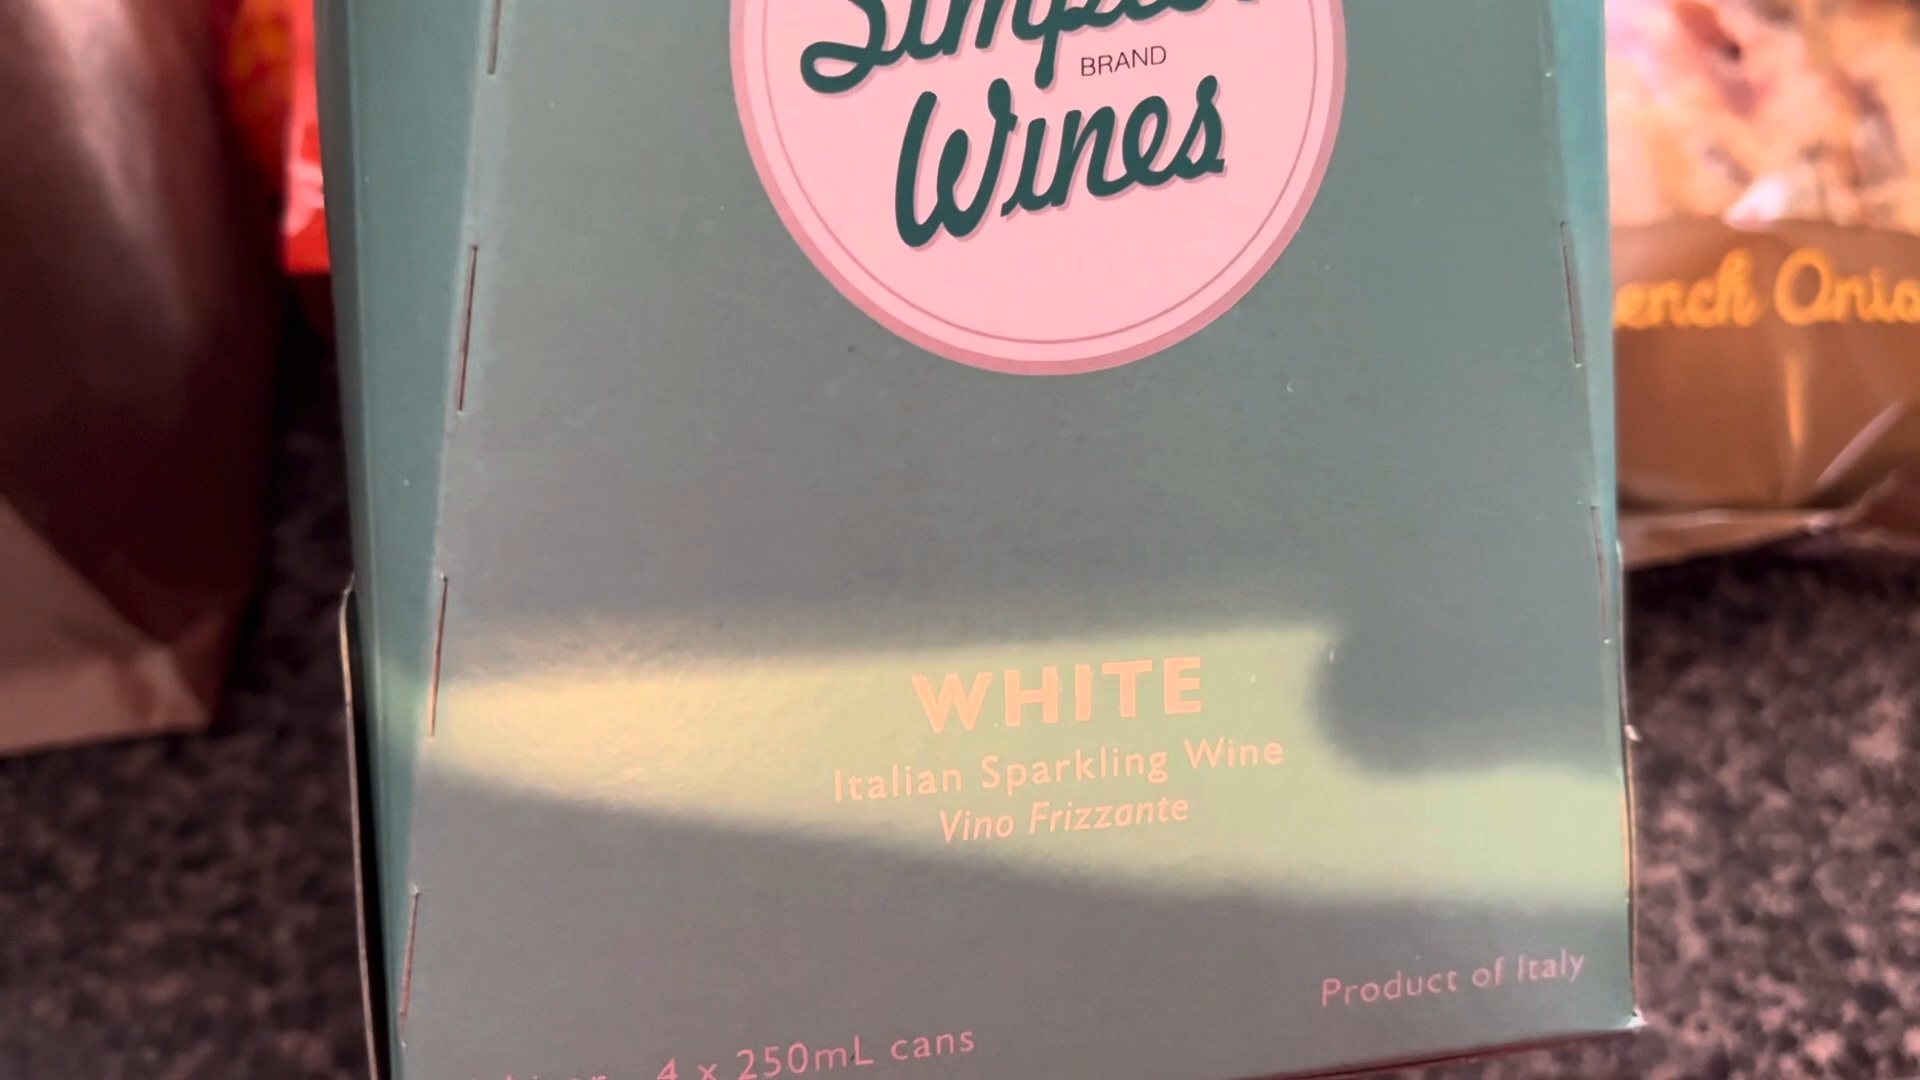 BRAND
Wines
WHITE
Italian Sparkling Wine
Vino Frizzante
Product of Italy
4 x 250mL cans